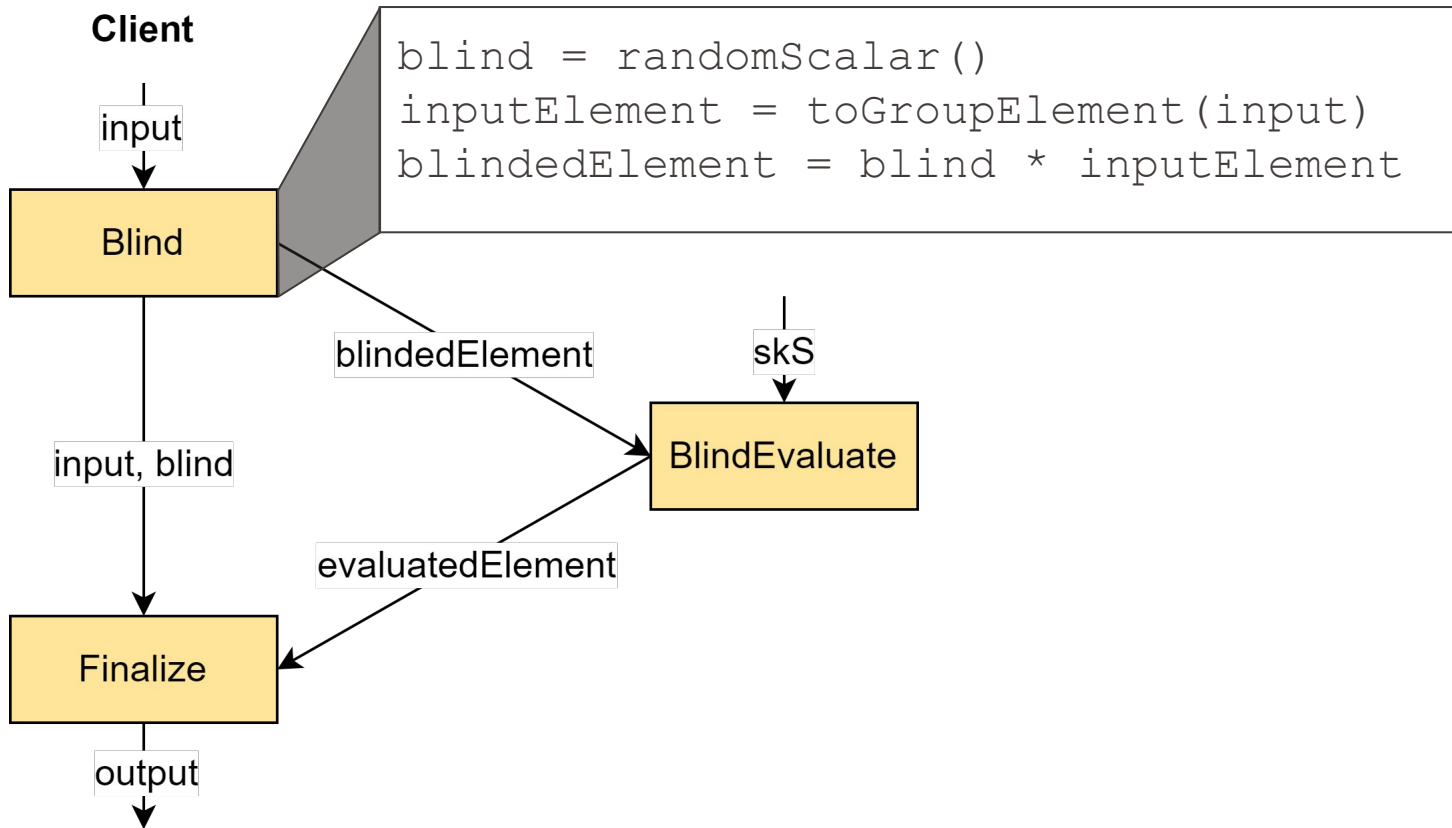 Client
blind = randomScalar()
inputElement = toGroupElement(input)
blindedElement = blind * inputElement
input
Blind
blindedElement
skS
BlindEvaluate
input, blind
evaluatedElement
Finalize
output